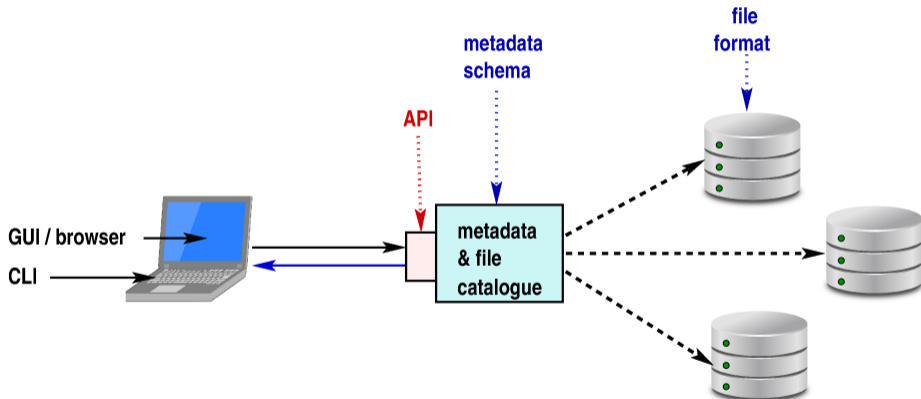 file
format
metadata
schema
API
GUI / browser
CLI
metadata
& file
catalogue